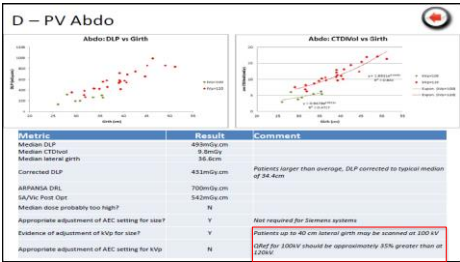 D – PV Abdo
Abdo: DLP vs Girth
Abdo: CTDIvol vs Girth
Girth (cm)
Girth (cm)
Metric Result Comment
Median DLP 493mGy.cm
Median CTDIvol 9.8mGy
Median lateral girth 36.8cm
Corrected DLP 431mGy.cm Patients larger than average, DLP corrected to typical median of 34.4cm
ARPANSA DRL 700mGy.cm
SA/Vic Post Opt 542mGy.cm
Median dose probably too high? N
Appropriate adjustment of AEC setting for size? Y Not required for Siemens systems
Evidence of adjustment of kVp for size? Y Patients up to 40 cm lateral girth may be scanned at 100 kV
Appropriate adjustment of AEC setting for kVp N QRef for 100kV should be approximately 35% greater than at 120kV.